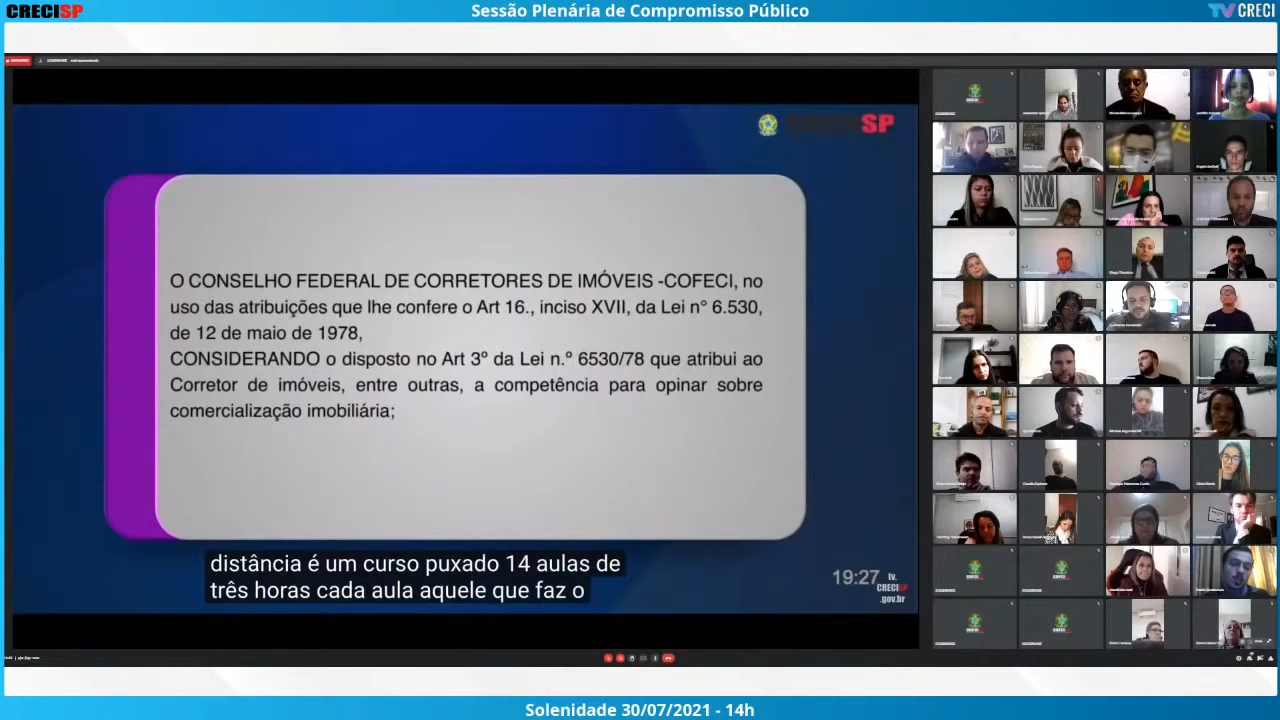 CRECISP
Sessão Plenária de Compromisso Público
TV CRECI
CRECISP
O CONSELHO FEDERAL DE CORRETORES DE IMÓVEIS -COFECI, no
uso das atribuições que lhe confere o Art 16., inciso XVII, da Lei n° 6.530,
de 12 de maio de 1978,
CONSIDERANDO o disposto no Art 3º da Lei n.º 6530/78 que atribui ao
Corretor de imóveis, entre outras, a competência para opinar sobre
comercialização imobiliária;
distância é um curso puxado 14 aulas de
três horas cada aula aquele que faz o
19:27
tv.
CRECISP
.gov.br
Solenidade 30/07/2021 - 14h